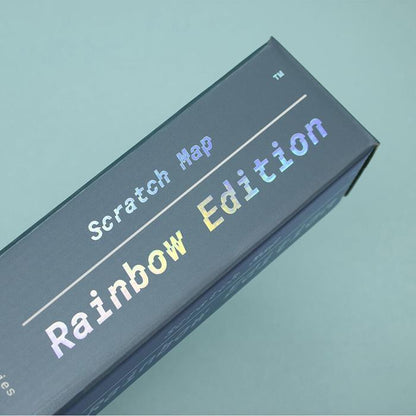 Scratch Map
™
Rainbow Edition